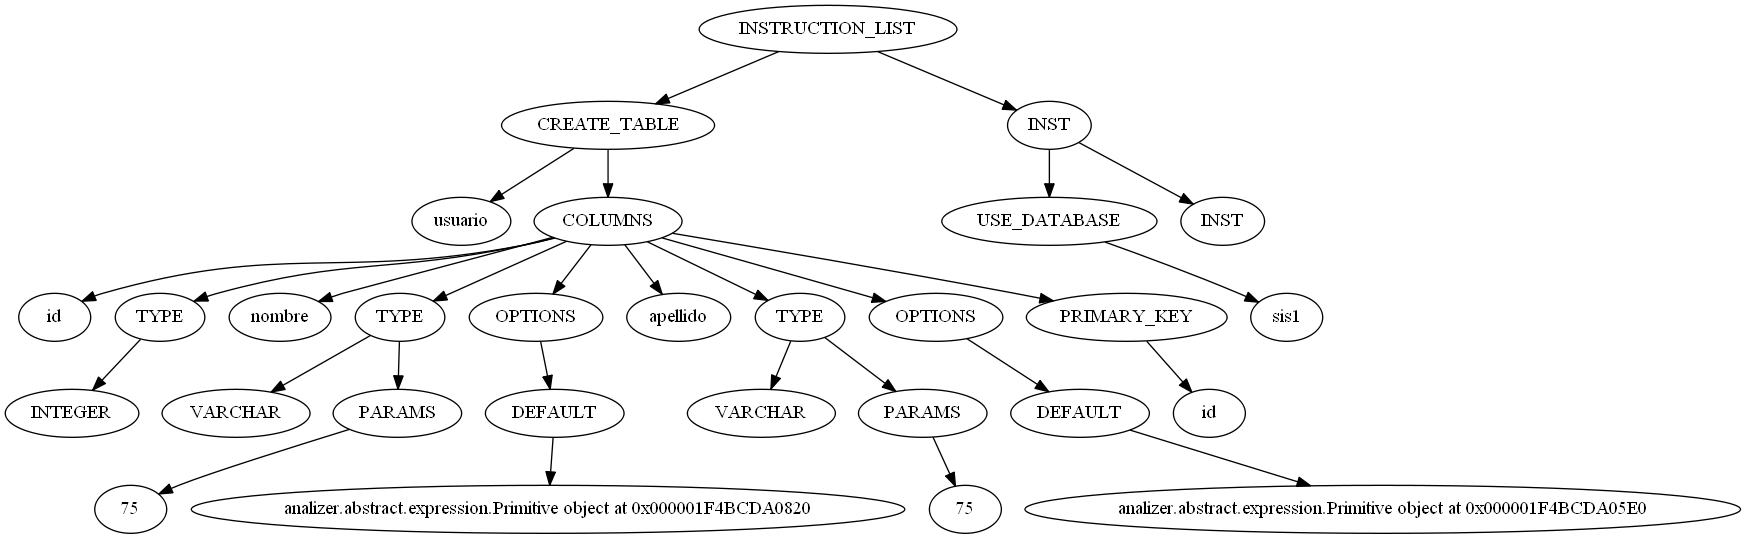 INSTRUCTION_LIST
CREATE_TABLE
INST
usuario
COLUMNS
USE_DATABASE
INST
id
TYPE
nombre
TYPE
OPTIONS
apellido
TYPE
OPTIONS
PRIMARY_KEY
sis1
INTEGER
VARCHAR
PARAMS
DEFAULT
VARCHAR
PARAMS
DEFAULT
id
75
analizer.abstract.expression.Primitive object at 0x000001F4BCDA0820
75
analizer.abstract.expression.Primitive object at 0x000001F4BCDA05E0